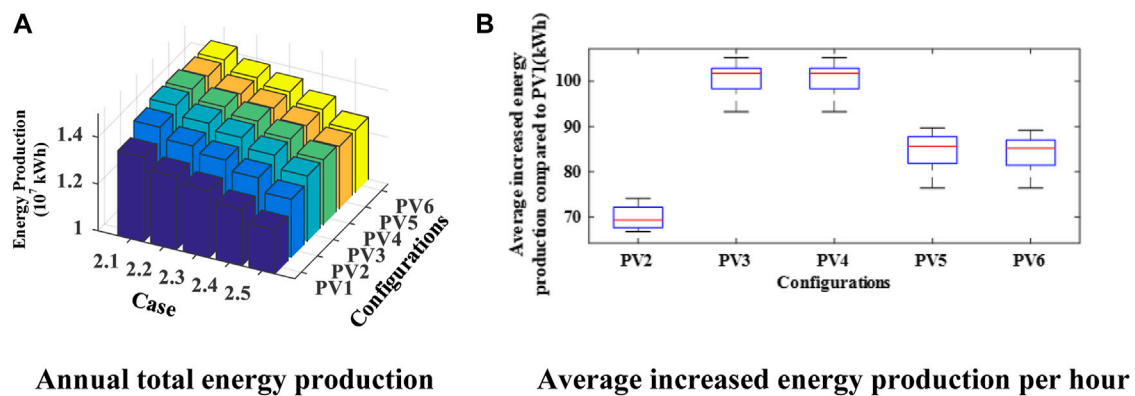 A
Energy Production
(10^7 kWh)
1.4
1.2
1
2.1
2.2
2.3
2.4
2.5
Case
PV1
PV2
PV3
PV4
PV5
PV6
Configurations
Annual total energy production
B
Average increased energy
production compared to PV1(kWh)
100
90
80
70
PV2 PV3 PV4 PV5 PV6
Configurations
Average increased energy production per hour